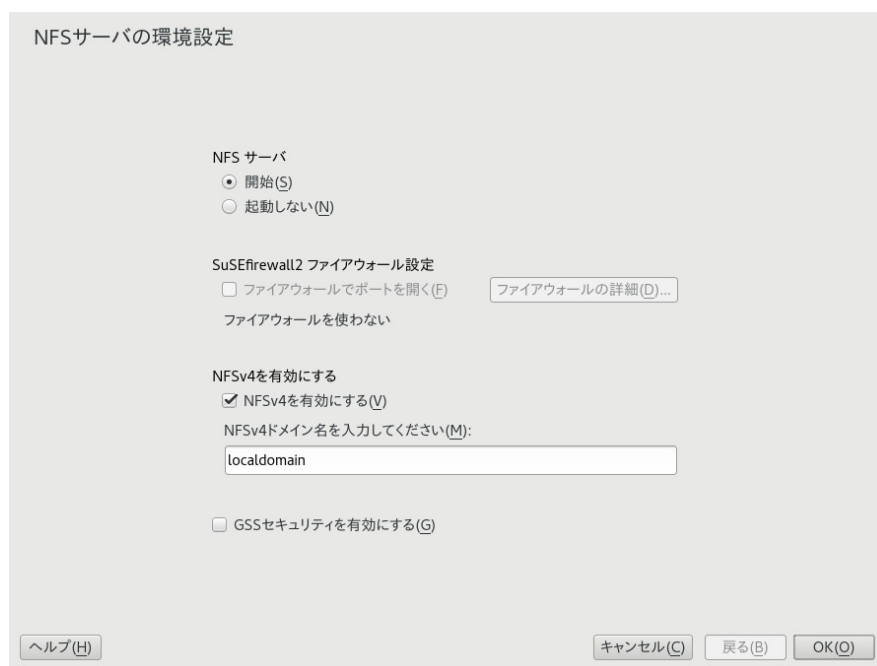 NFSサーバの環境設定
NFS サーバ
開始(S)
起動しない(N)
SuSEfirewall2 ファイアウォール設定
ファイアウォールでポートを開く(F) ファイアウォールの詳細(D)...
ファイアウォールを使わない
NFSv4を有効にする
NFSv4を有効にする(V)
NFSv4ドメイン名を入力してください(M):
localdomain
GSSセキュリティを有効にする(G)
ヘルプ(H) キャンセル(C) 戻る(B) OK(O)